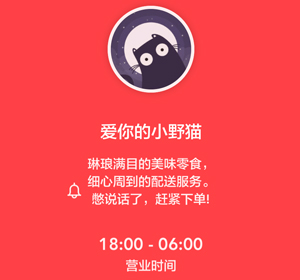 爱你的小野猫
琳琅满目的美味零食，
细心周到的配送服务。
憋说话了，赶紧下单!
18:00 - 06:00
营业时间